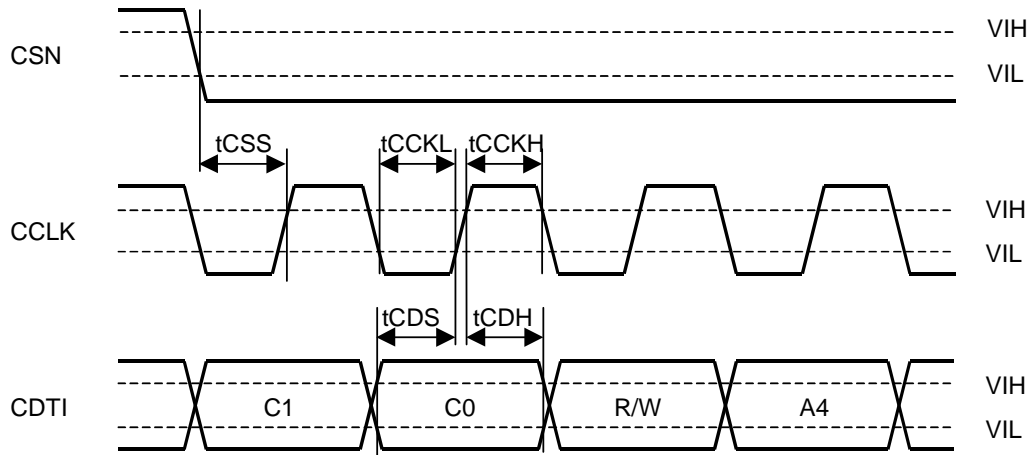 CSN
VIH
VIL
tCSS
tCCKL
tCCKH
CCLK
VIH
VIL
tCDS
tCDH
CDTI
C1
C0
R/W
A4
VIH
VIL